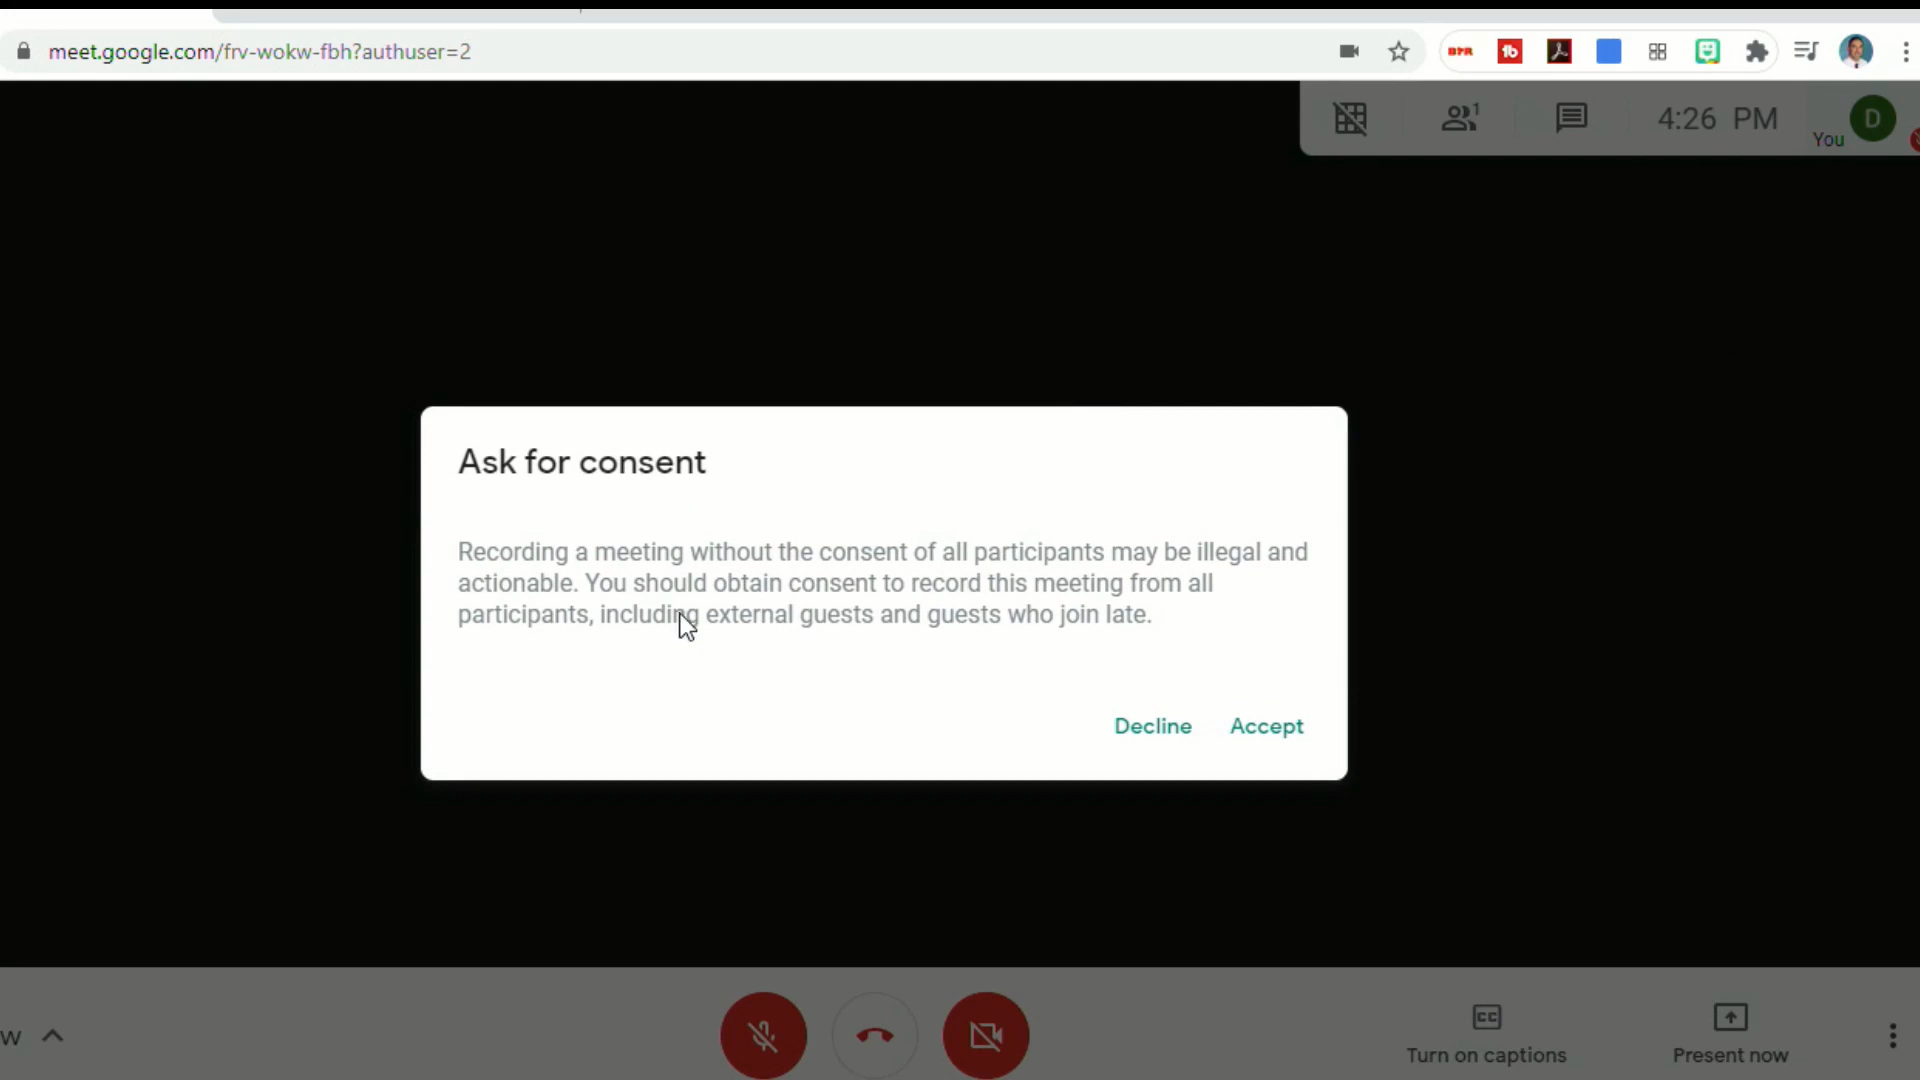 meet.google.com/frv-wokw-fbh?authuser=2
1
4:26 PM
You
D
Ask for consent
Recording a meeting without the consent of all participants may be illegal and
actionable. You should obtain consent to record this meeting from all
participants, including external guests and guests who join late.
Decline Accept
w
CC
Turn on captions
Present now